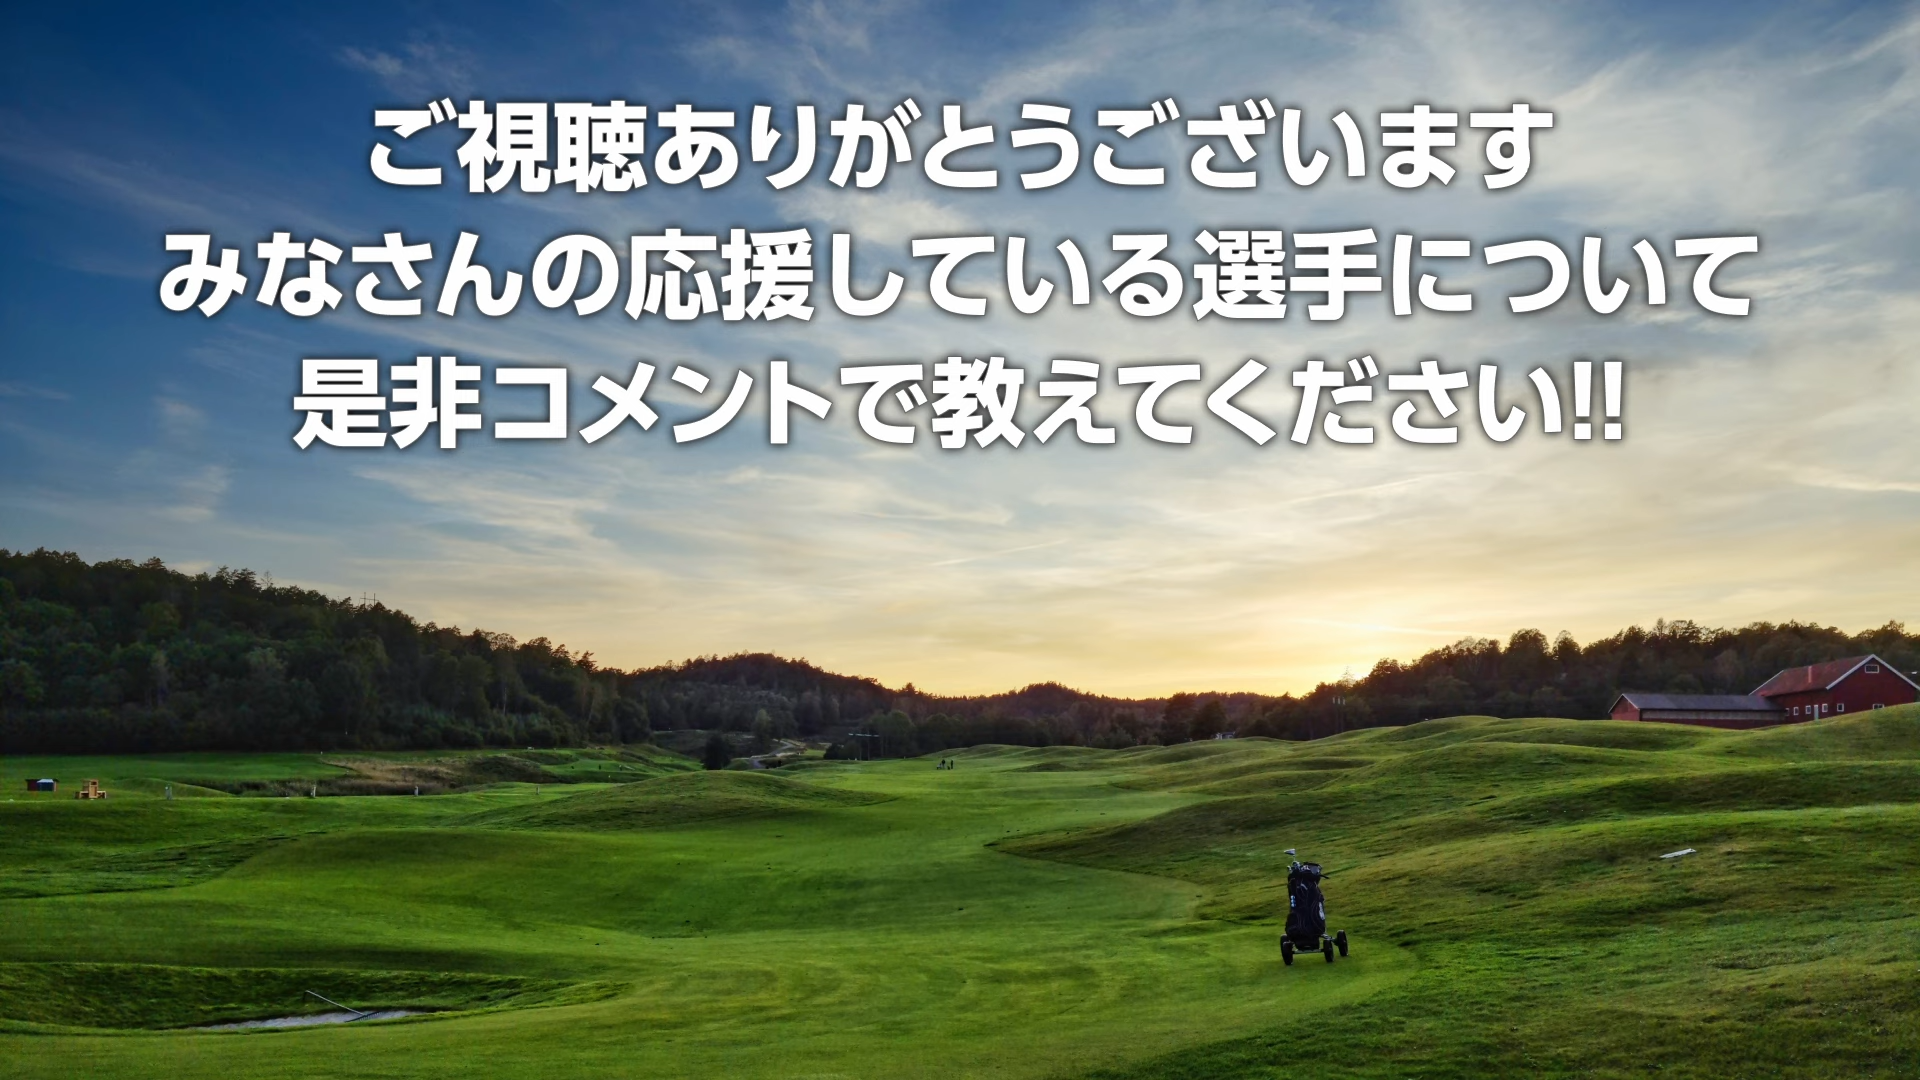 ご視聴ありがとうございます
みなさんの応援している選手について
是非コメントで教えてください!!